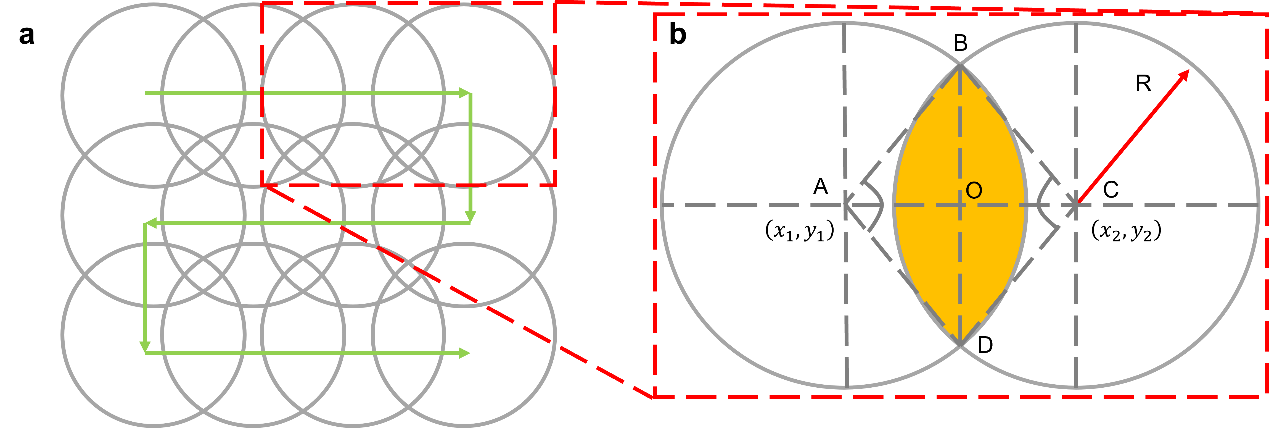 a
b
B
R
A
O
C
(x₁, y₁)
(x₂, y₂)
D